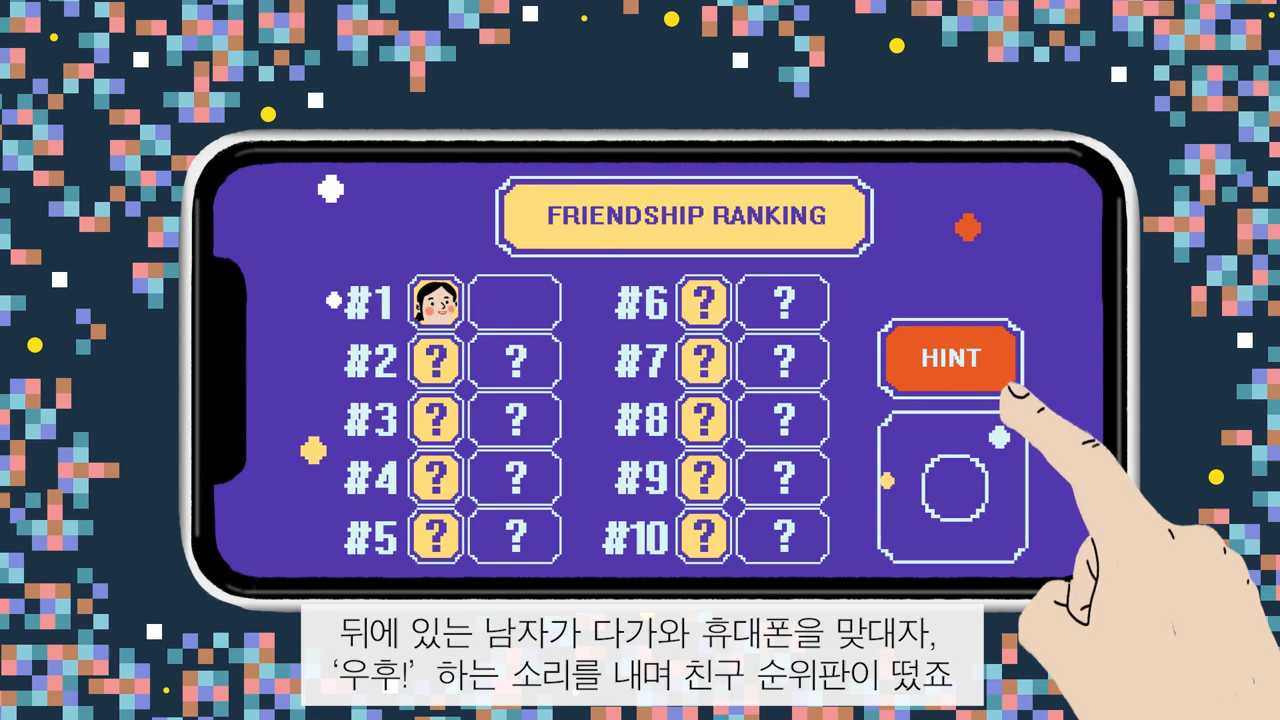 FRIENDSHIP RANKING
#1
#2 ? ?
#3 ? ?
#4 ? ?
#5 ? ?
#6 ? ?
#7 ? ?
#8 ? ?
#9 ? ?
#10 ? ?
HINT
뒤에 있는 남자가 다가와 휴대폰을 맞대자,
‘우후!’ 하는 소리를 내며 친구 순위판이 떴죠